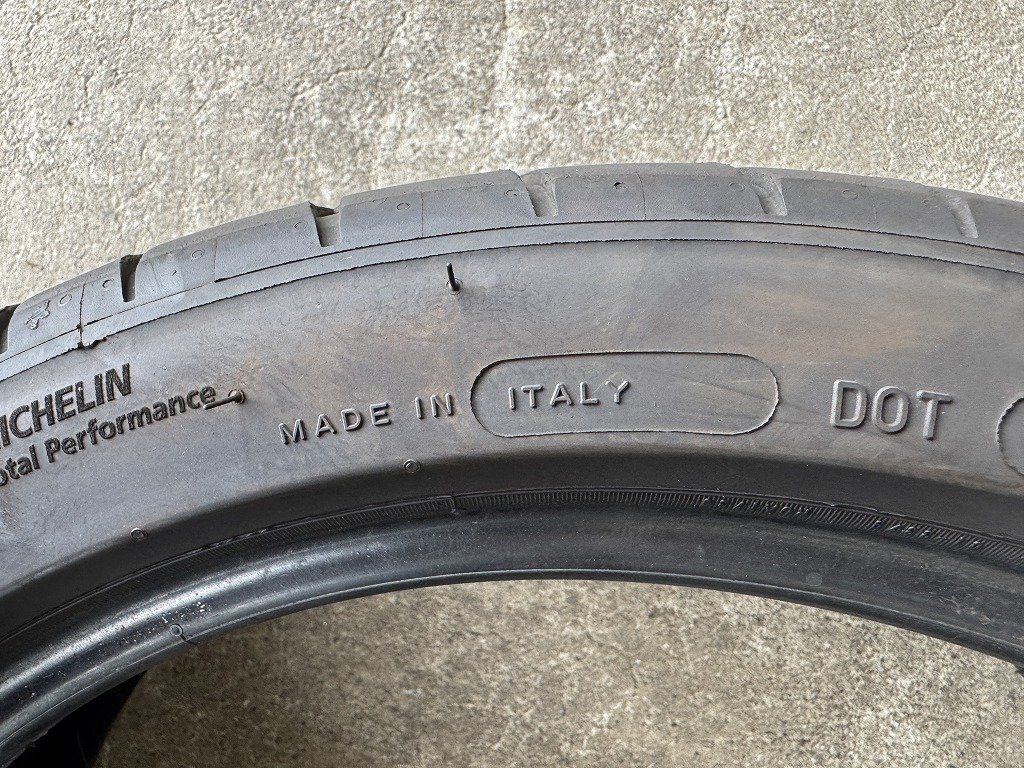 ICHELIN
otal Performance
MADE IN ITALY
DOT